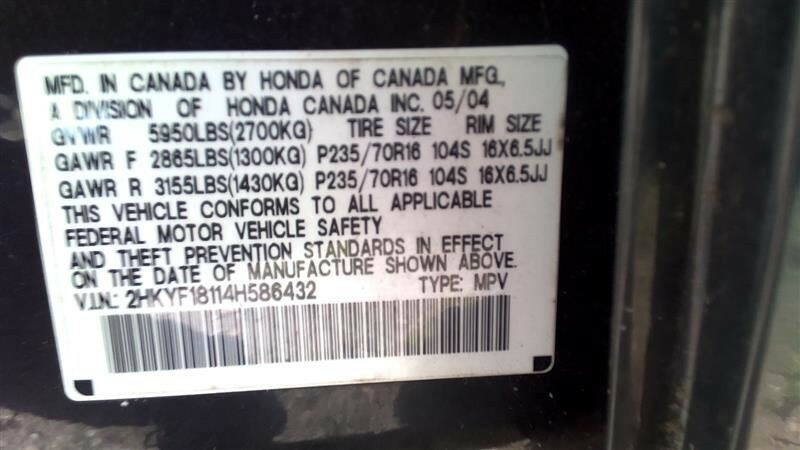 MFD. IN CANADA BY HONDA OF CANADA MFG.,
A DIVISION OF HONDA CANADA INC. 05/04
GVWR 5950LBS(2700KG) TIRE SIZE RIM SIZE
GAWR F 2865LBS(1300KG) P235/70R16 104S 16X6.5JJ
GAWR R 3155LBS(1430KG) P235/70R16 104S 16X6.5JJ
THIS VEHICLE CONFORMS TO ALL APPLICABLE
FEDERAL MOTOR VEHICLE SAFETY
AND THEFT PREVENTION STANDARDS IN EFFECT
ON THE DATE OF MANUFACTURE SHOWN ABOVE.
V.I.N.: 2HKYF18114H586432 TYPE: MPV